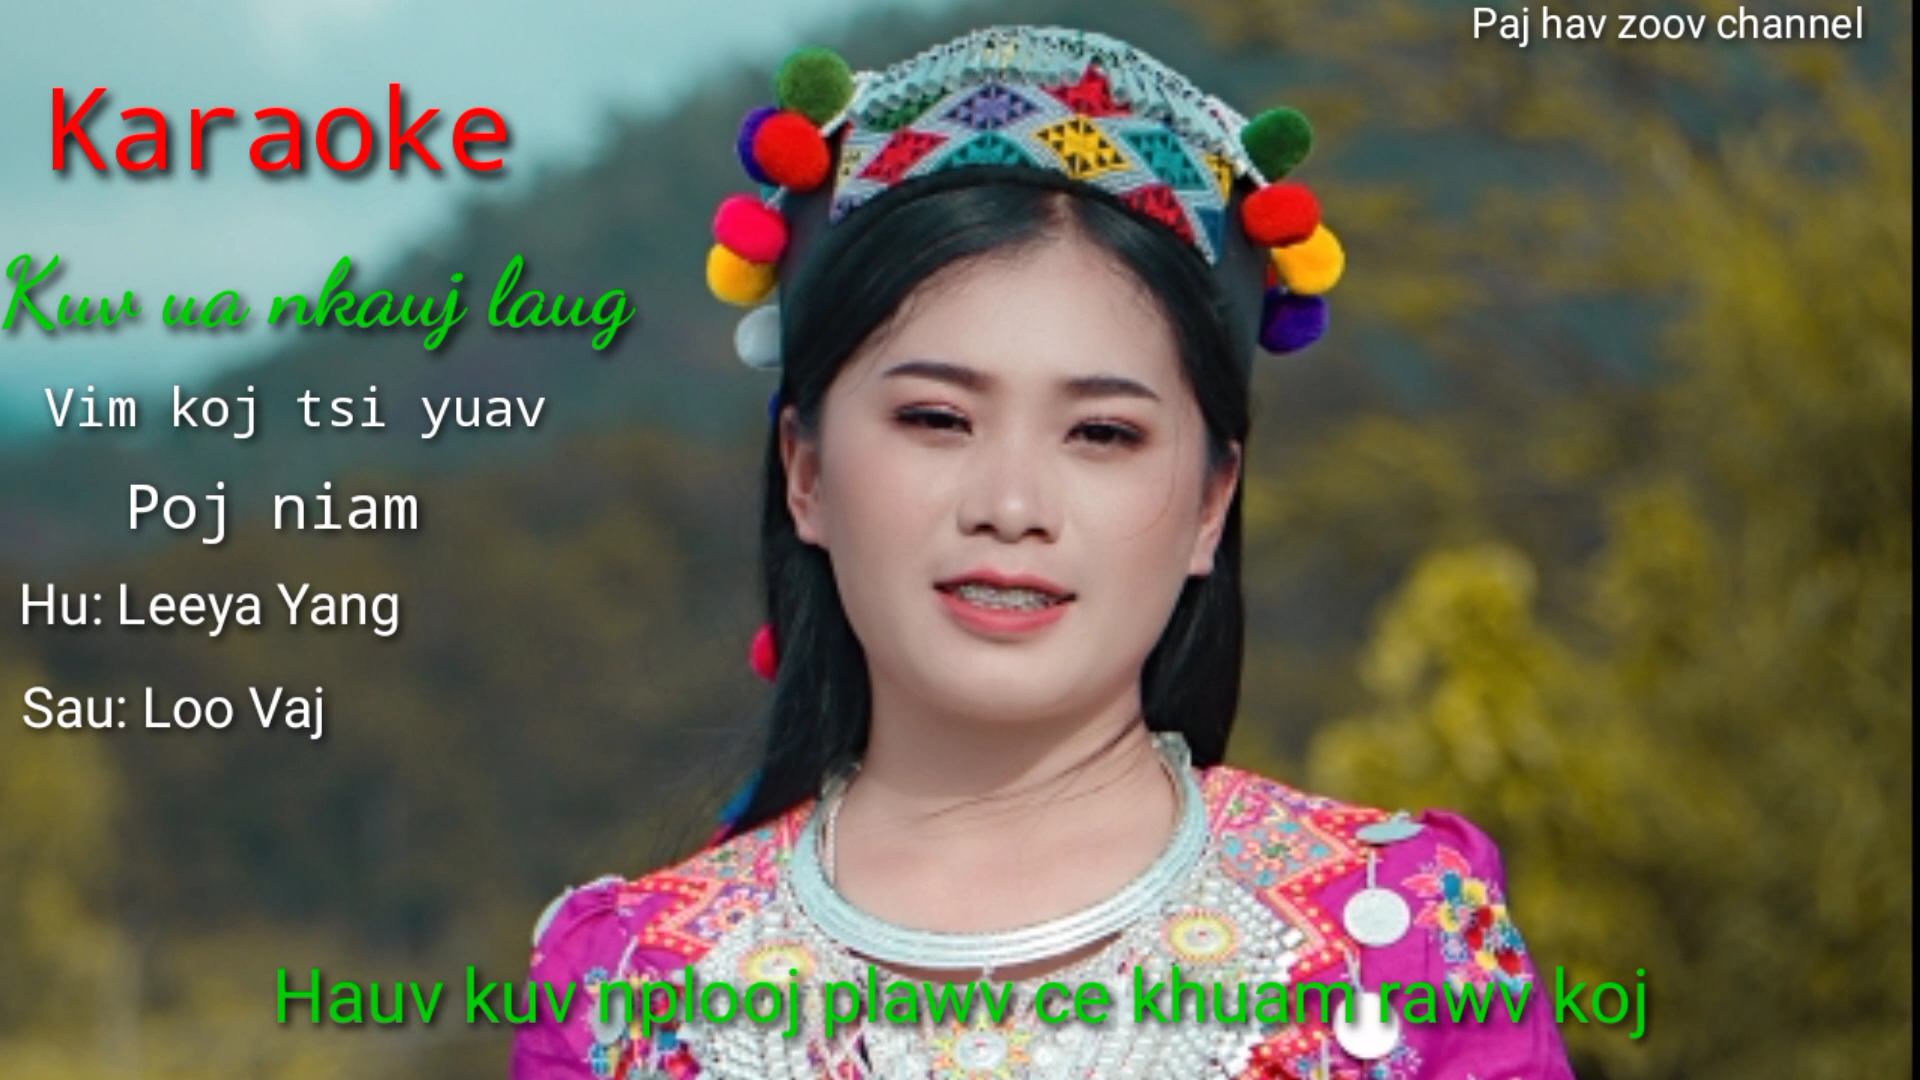 Paj hav zoov channel
Karaoke
Kuv ua nkauj laug
Vim koj tsi yuav
Poj niam
Hu: Leeya Yang
Sau: Loo Vaj
Hauv kuv nplooj plawv ce khuam rawv koj